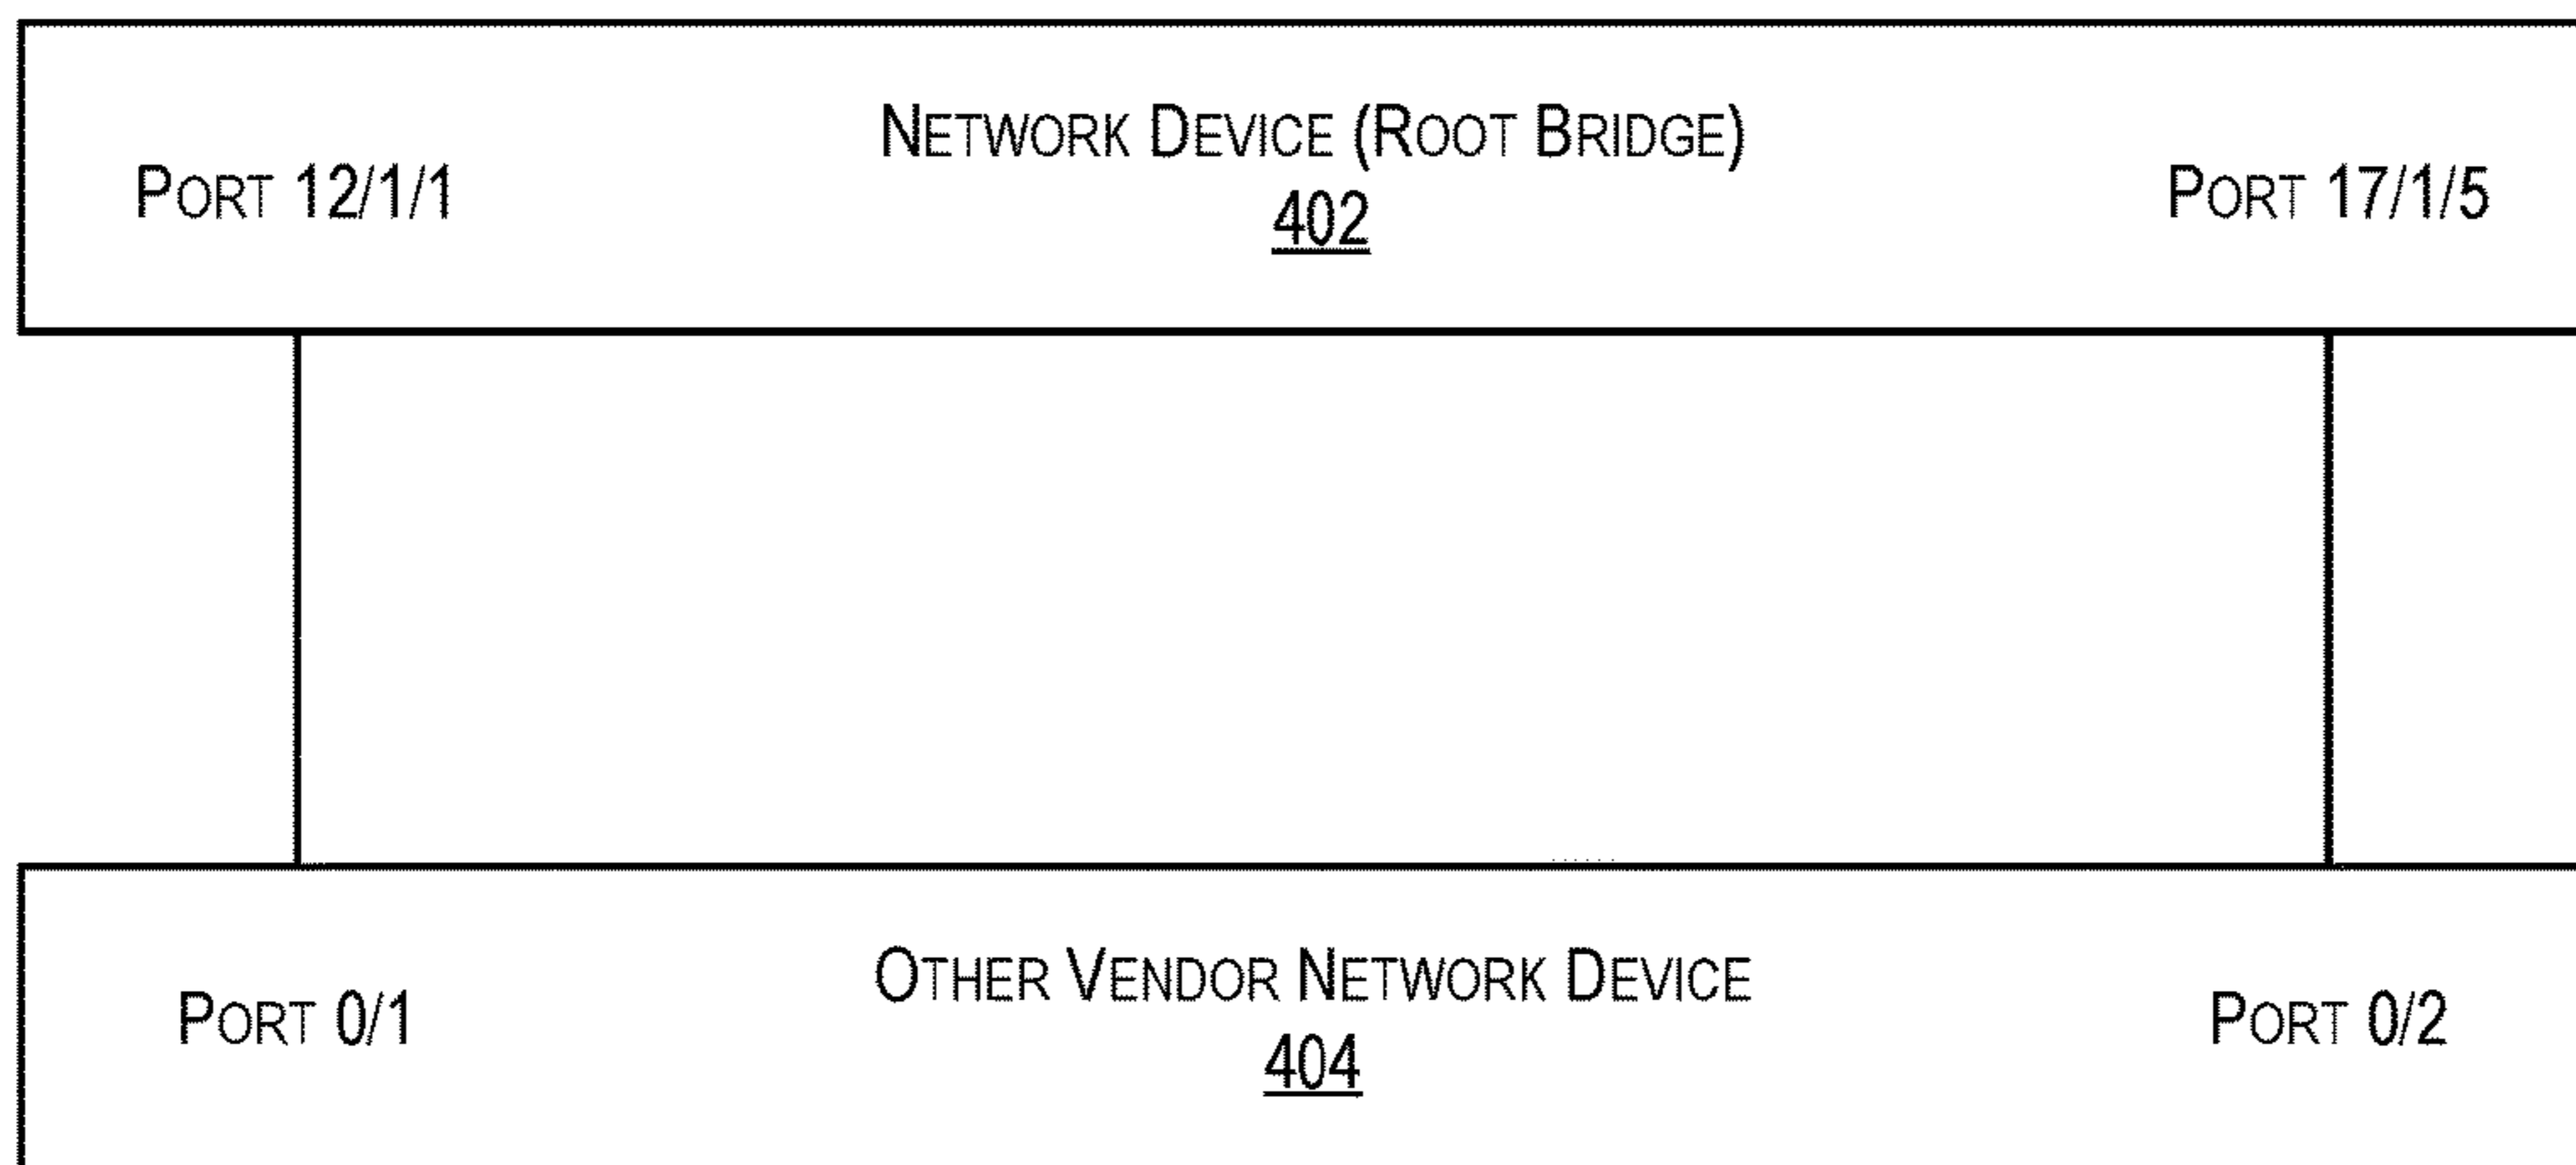 NETWORK DEVICE (ROOT BRIDGE)
PORT 12/1/1
402
PORT 17/1/5
OTHER VENDOR NETWORK DEVICE
PORT 0/1
404
PORT 0/2